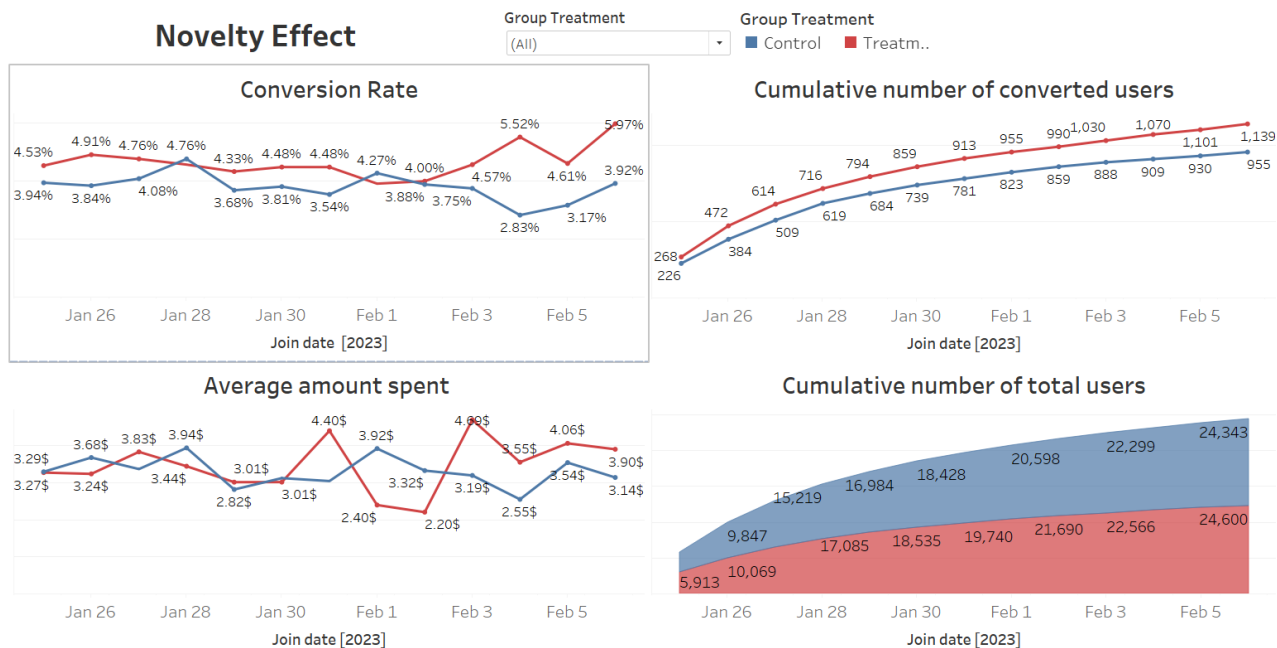 Novelty Effect
Group Treatment
(All)
Group Treatment
Control
Treatm..
Conversion Rate
4.53%
4.91%
4.76%
4.76%
4.33%
4.48%
4.48%
4.27%
4.00%
5.52%
5.97%
3.94%
3.84%
4.08%
3.68%
3.81%
3.54%
3.88%
3.75%
4.57%
2.83%
4.61%
3.17%
3.92%
Jan 26
Jan 28
Jan 30
Feb 1
Feb 3
Feb 5
Join date [2023]
Cumulative number of converted users
268
472
614
716
794
859
913
955
990
1,030
1,070
1,101
1,139
226
384
509
619
684
739
781
823
859
888
909
930
955
Jan 26
Jan 28
Jan 30
Feb 1
Feb 3
Feb 5
Join date [2023]
Average amount spent
3.29$
3.68$
3.83$
3.94$
3.01$
4.40$
3.92$
4.69$
3.55$
4.06$
3.27$
3.24$
3.44$
2.82$
3.01$
2.40$
3.32$
2.20$
3.19$
2.55$
3.54$
3.90$
3.14$
Jan 26
Jan 28
Jan 30
Feb 1
Feb 3
Feb 5
Join date [2023]
Cumulative number of total users
9,847
15,219
16,984
18,428
20,598
22,299
24,343
5,913
10,069
17,085
18,535
19,740
21,690
22,566
24,600
Jan 26
Jan 28
Jan 30
Feb 1
Feb 3
Feb 5
Join date [2023]